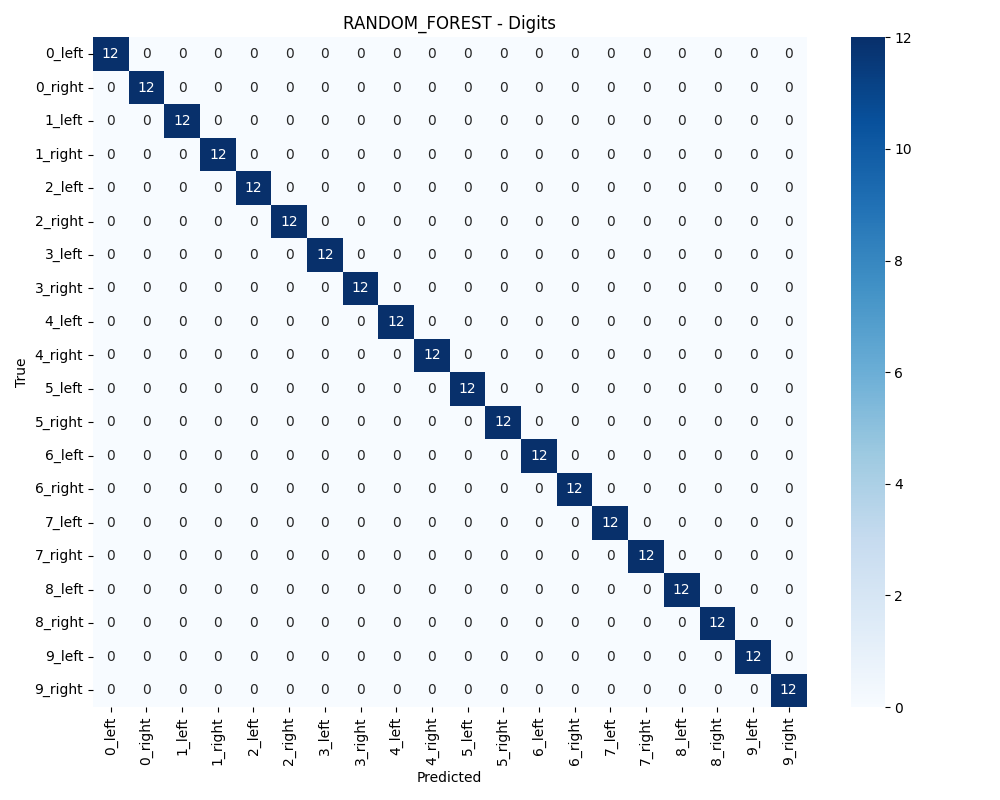 RANDOM_FOREST - Digits
0_left 12 0 0 0 0 0 0 0 0 0 0 0 0 0 0 0 0 0 0 0 12
0_right 0 12 0 0 0 0 0 0 0 0 0 0 0 0 0 0 0 0 0 0
1_left 0 0 12 0 0 0 0 0 0 0 0 0 0 0 0 0 0 0 0 0
1_right 0 0 0 12 0 0 0 0 0 0 0 0 0 0 0 0 0 0 0 0 10
2_left 0 0 0 0 12 0 0 0 0 0 0 0 0 0 0 0 0 0 0 0
2_right 0 0 0 0 0 12 0 0 0 0 0 0 0 0 0 0 0 0 0 0
3_left 0 0 0 0 0 0 12 0 0 0 0 0 0 0 0 0 0 0 0 0 8
3_right 0 0 0 0 0 0 0 12 0 0 0 0 0 0 0 0 0 0 0 0
4_left 0 0 0 0 0 0 0 0 12 0 0 0 0 0 0 0 0 0 0 0
4_right 0 0 0 0 0 0 0 0 0 12 0 0 0 0 0 0 0 0 0 0
True
5_left 0 0 0 0 0 0 0 0 0 0 12 0 0 0 0 0 0 0 0 0 6
5_right 0 0 0 0 0 0 0 0 0 0 0 12 0 0 0 0 0 0 0 0
6_left 0 0 0 0 0 0 0 0 0 0 0 0 12 0 0 0 0 0 0 0
6_right 0 0 0 0 0 0 0 0 0 0 0 0 0 12 0 0 0 0 0 0 4
7_left 0 0 0 0 0 0 0 0 0 0 0 0 0 0 12 0 0 0 0 0
7_right 0 0 0 0 0 0 0 0 0 0 0 0 0 0 0 12 0 0 0 0
8_left 0 0 0 0 0 0 0 0 0 0 0 0 0 0 0 0 12 0 0 0 2
8_right 0 0 0 0 0 0 0 0 0 0 0 0 0 0 0 0 0 12 0 0
9_left 0 0 0 0 0 0 0 0 0 0 0 0 0 0 0 0 0 0 12 0
9_right 0 0 0 0 0 0 0 0 0 0 0 0 0 0 0 0 0 0 0 12 0
0_left 0_right 1_left 1_right 2_left 2_right 3_left 3_right 4_left 4_right 5_left 5_right 6_left 6_right 7_left 7_right 8_left 8_right 9_left 9_right
Predicted